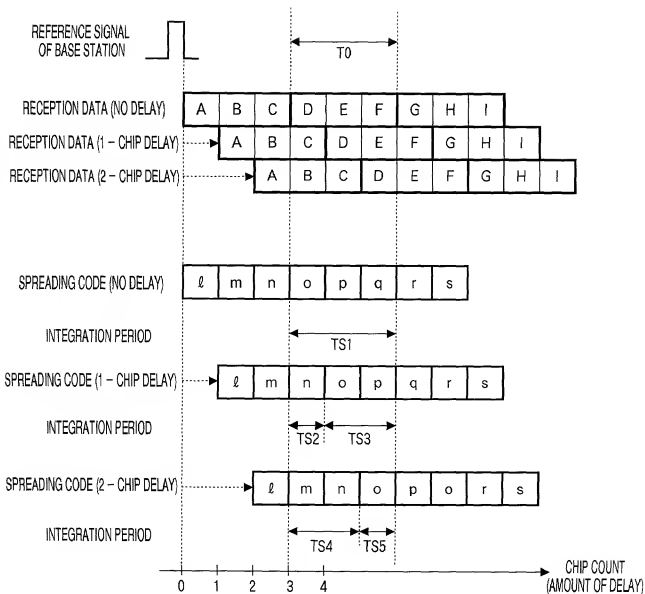 REFERENCE SIGNAL
OF BASE STATION
T0
RECEPTION DATA (NO DELAY) A B C D E F G H I
RECEPTION DATA (1 – CHIP DELAY) A B C D E F G H I
RECEPTION DATA (2 – CHIP DELAY) A B C D E F G H I
SPREADING CODE (NO DELAY) ℓ m n o p q r s
INTEGRATION PERIOD TS1
SPREADING CODE (1 – CHIP DELAY) ℓ m n o p q r s
INTEGRATION PERIOD TS2 TS3
SPREADING CODE (2 – CHIP DELAY) ℓ m n o p o r s
INTEGRATION PERIOD TS4 TS5
0 1 2 3 4
CHIP COUNT
(AMOUNT OF DELAY)